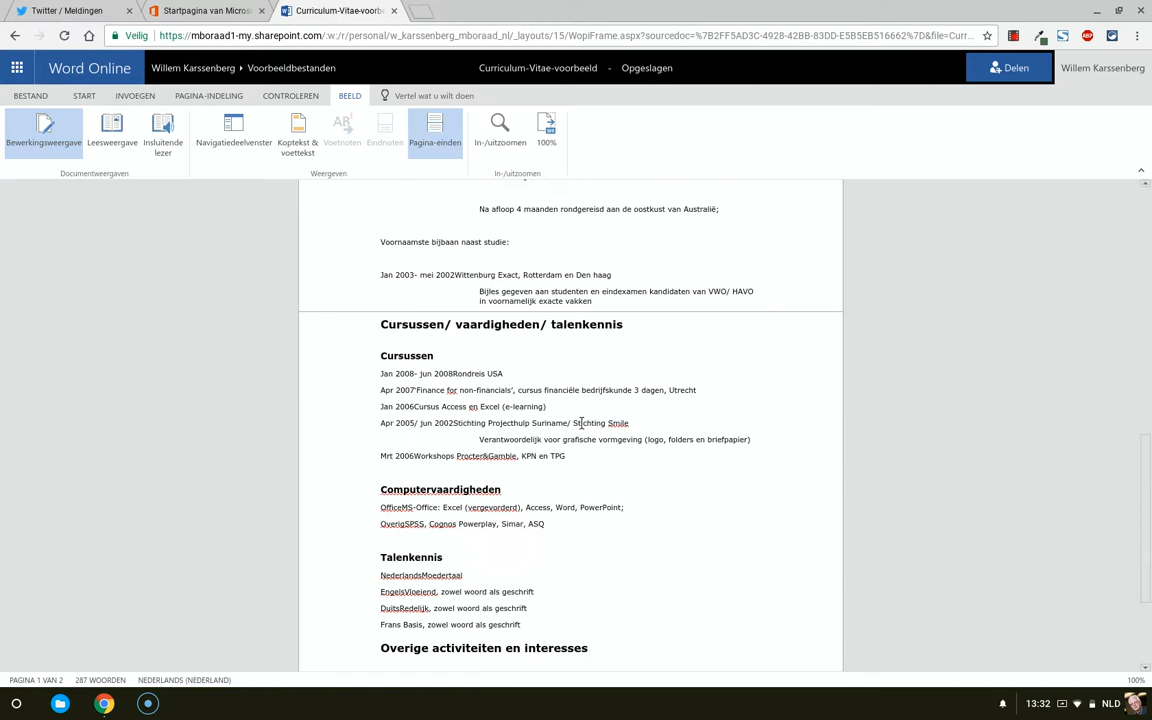 Twitter / Meldingen
Startpagina van Micros
Curriculum-Vitae-voorbe
Veilig
https://mboraad1-my.sharepoint.com/:w:/r/personal/w_karssenberg_mboraad_nl/_layouts/15/WopiFrame.aspx?sourcedoc=%7B2FF5AD3C-4928-42BB-83DD-E5B5EB516662%7D&file=Curr...
Word Online
Willem Karssenberg
Voorbeeldbestanden
Curriculum-Vitae-voorbeeld - Opgeslagen
Delen
Willem Karssenberg
BESTAND START INVOEGEN PAGINA-INDELING CONTROLEREN BEELD Vertel wat u wilt doen
ABP
AB¹
Bewerkingsweergave Leesweergave Insluitende lezer
Navigatiedeelvenster Koptekst & voettekst Voetnoten Eindnoten Pagina-einden
In-/uitzoomen 100%
Documentweergaven
Weergeven
In-/uitzoomen
Na afloop 4 maanden rondgereisd aan de oostkust van Australië;
Voornaamste bijbaan naast studie:
Jan 2003- mei 2002Wittenburg Exact, Rotterdam en Den haag
Bijles gegeven aan studenten en eindexamen kandidaten van VWO/ HAVO
in voornamelijk exacte vakken
Cursussen/ vaardigheden/ talenkennis
Cursussen
Jan 2008- jun 2008Rondreis USA
Apr 2007'Finance for non-financials', cursus financiële bedrijfskunde 3 dagen, Utrecht
Jan 2006Cursus Access en Excel (e-learning)
Apr 2005/ jun 2002Stichting Projecthulp Suriname/ Stichting Smile
Verantwoordelijk voor grafische vormgeving (logo, folders en briefpapier)
Mrt 2006Workshops Procter&Gamble, KPN en TPG
Computervaardigheden
OfficeMS-Office: Excel (vergevorderd), Access, Word, PowerPoint;
OverigSPSS, Cognos Powerplay, Simar, ASQ
Talenkennis
NederlandsMoedertaal
EngelsVloeiend, zowel woord als geschrift
DuitsRedelijk, zowel woord als geschrift
Frans Basis, zowel woord als geschrift
Overige activiteiten en interesses
PAGINA 1 VAN 2 287 WOORDEN NEDERLANDS (NEDERLAND)
100%
13:32
NLD